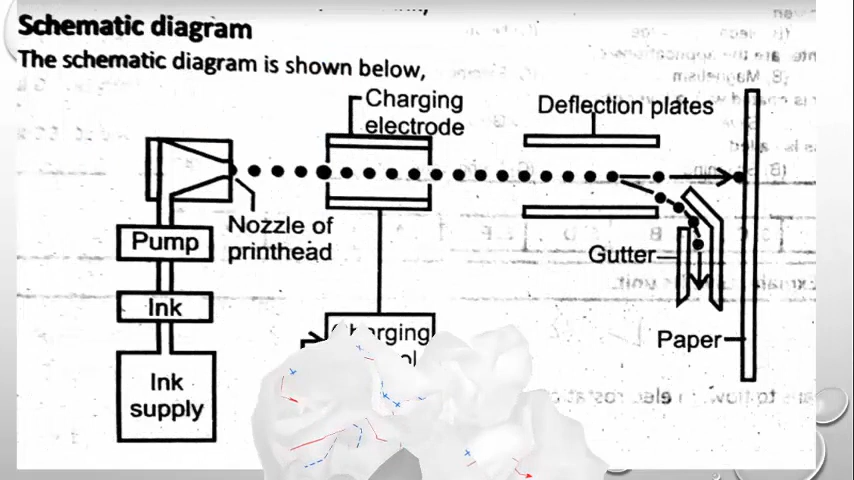 Schematic diagram
The schematic diagram is shown below,
Charging
electrode
Deflection plates
Nozzle of
printhead
Pump
Gutter
Ink
Charging
Paper
Ink
supply